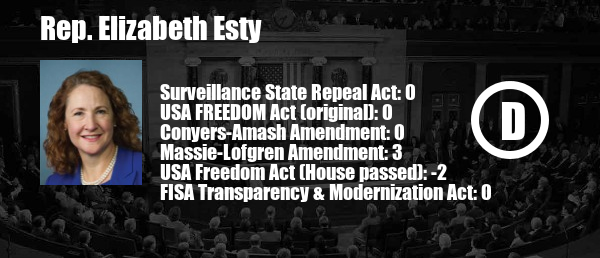 Rep. Elizabeth Esty
Surveillance State Repeal Act: 0
USA FREEDOM Act (original): 0
Conyers-Amash Amendment: 0
Massie-Lofgren Amendment: 3
USA Freedom Act (House passed): -2
FISA Transparency & Modernization Act: 0
D